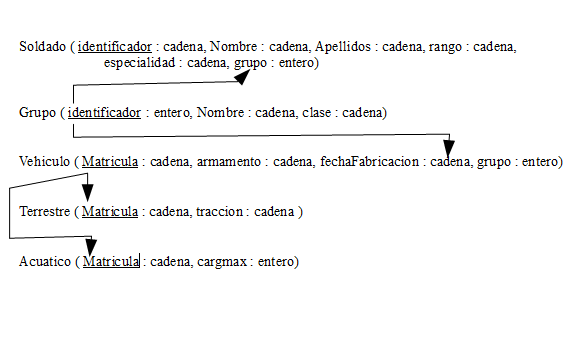 Soldado ( identificador : cadena, Nombre : cadena, Apellidos : cadena, rango : cadena,
especialidad : cadena, grupo : entero)
Grupo ( identificador : entero, Nombre : cadena, clase : cadena)
Vehiculo ( Matricula : cadena, armamento : cadena, fechaFabricacion : cadena, grupo : entero)
Terrestre ( Matricula : cadena, traccion : cadena )
Acuatico ( Matricula : cadena, cargmax : entero)